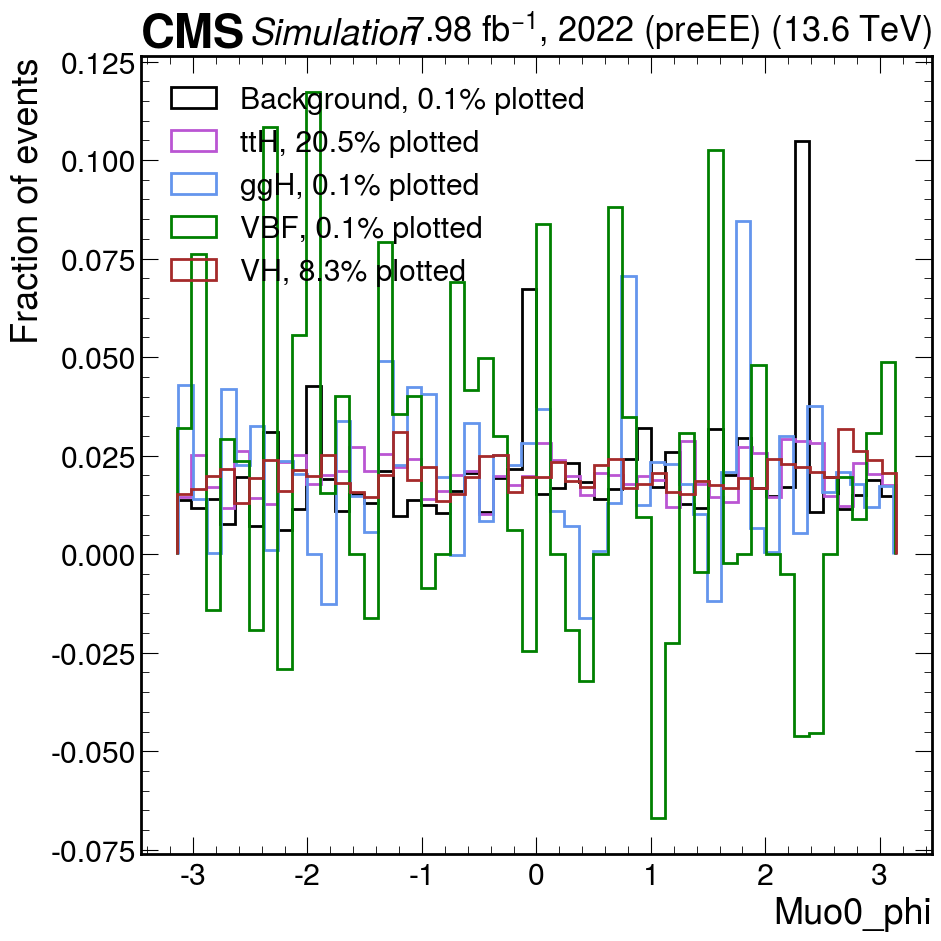 CMS Simulation 7.98 fb⁻¹, 2022 (preEE) (13.6 TeV)
Fraction of events
0.125
0.100
0.075
0.050
0.025
0.000
-0.025
-0.050
-0.075
Background, 0.1% plotted
ttH, 20.5% plotted
ggH, 0.1% plotted
VBF, 0.1% plotted
VH, 8.3% plotted
-3 -2 -1 0 1 2 3
Muo0_phi